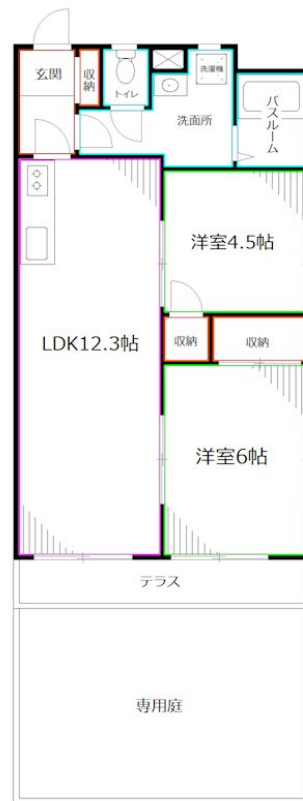 玄関
収納
トイレ
洗濯機
洗面所
バスルーム
洋室4.5帖
LDK12.3帖
収納
収納
洋室6帖
テラス
専用庭